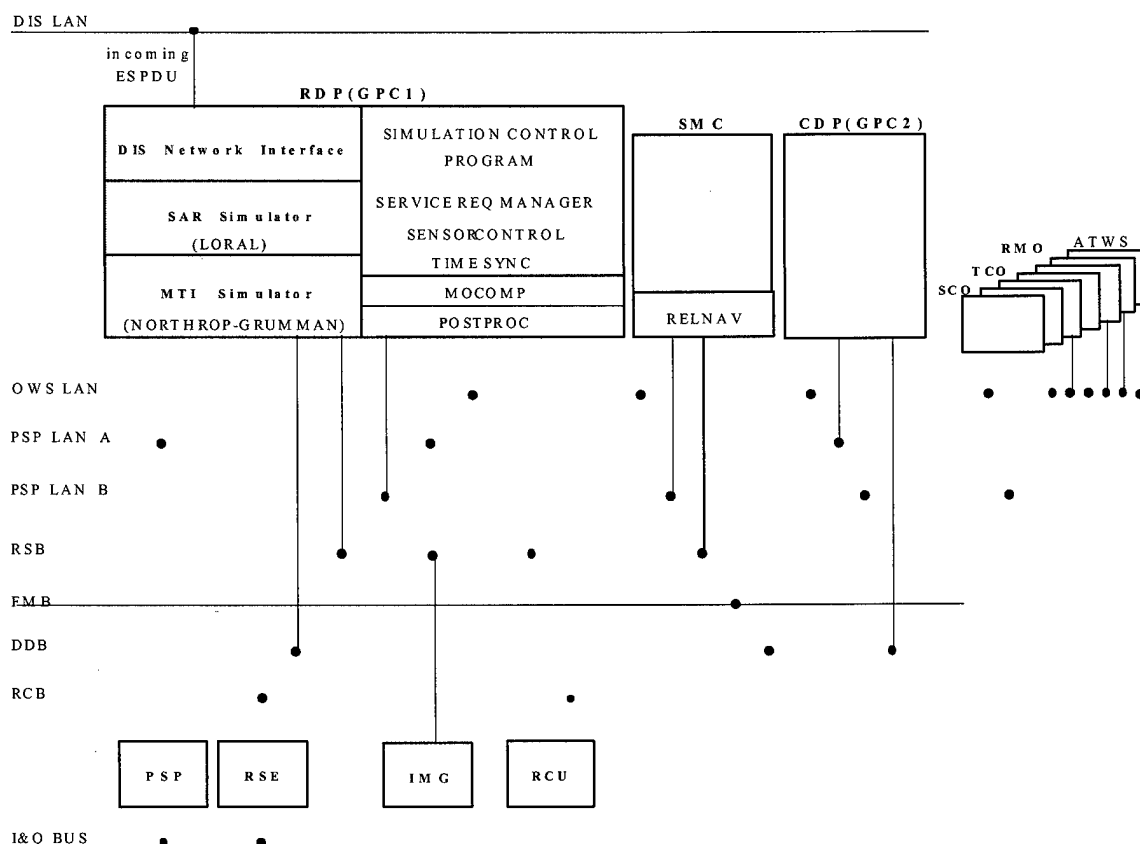 DIS LAN
incoming
ESPDU
RDP(GPC1)
SMC
CDP(GPC2)
DIS Network Interface
SIMULATION CONTROL
PROGRAM
SAR Simulator
(LORAL)
SERVICE REQ MANAGER
SENSORCONTROL
TIMESYNC
MTI Simulator
(NORTHROP-GRUMMAN)
MOCOMP
POSTPROC
RELNAV
SCO
TCO
RMO
ATWS
OWS LAN
PSP LAN A
PSP LAN B
RSB
FMB
DDB
RCB
PSP
RSE
IMG
RCU
I&Q BUS